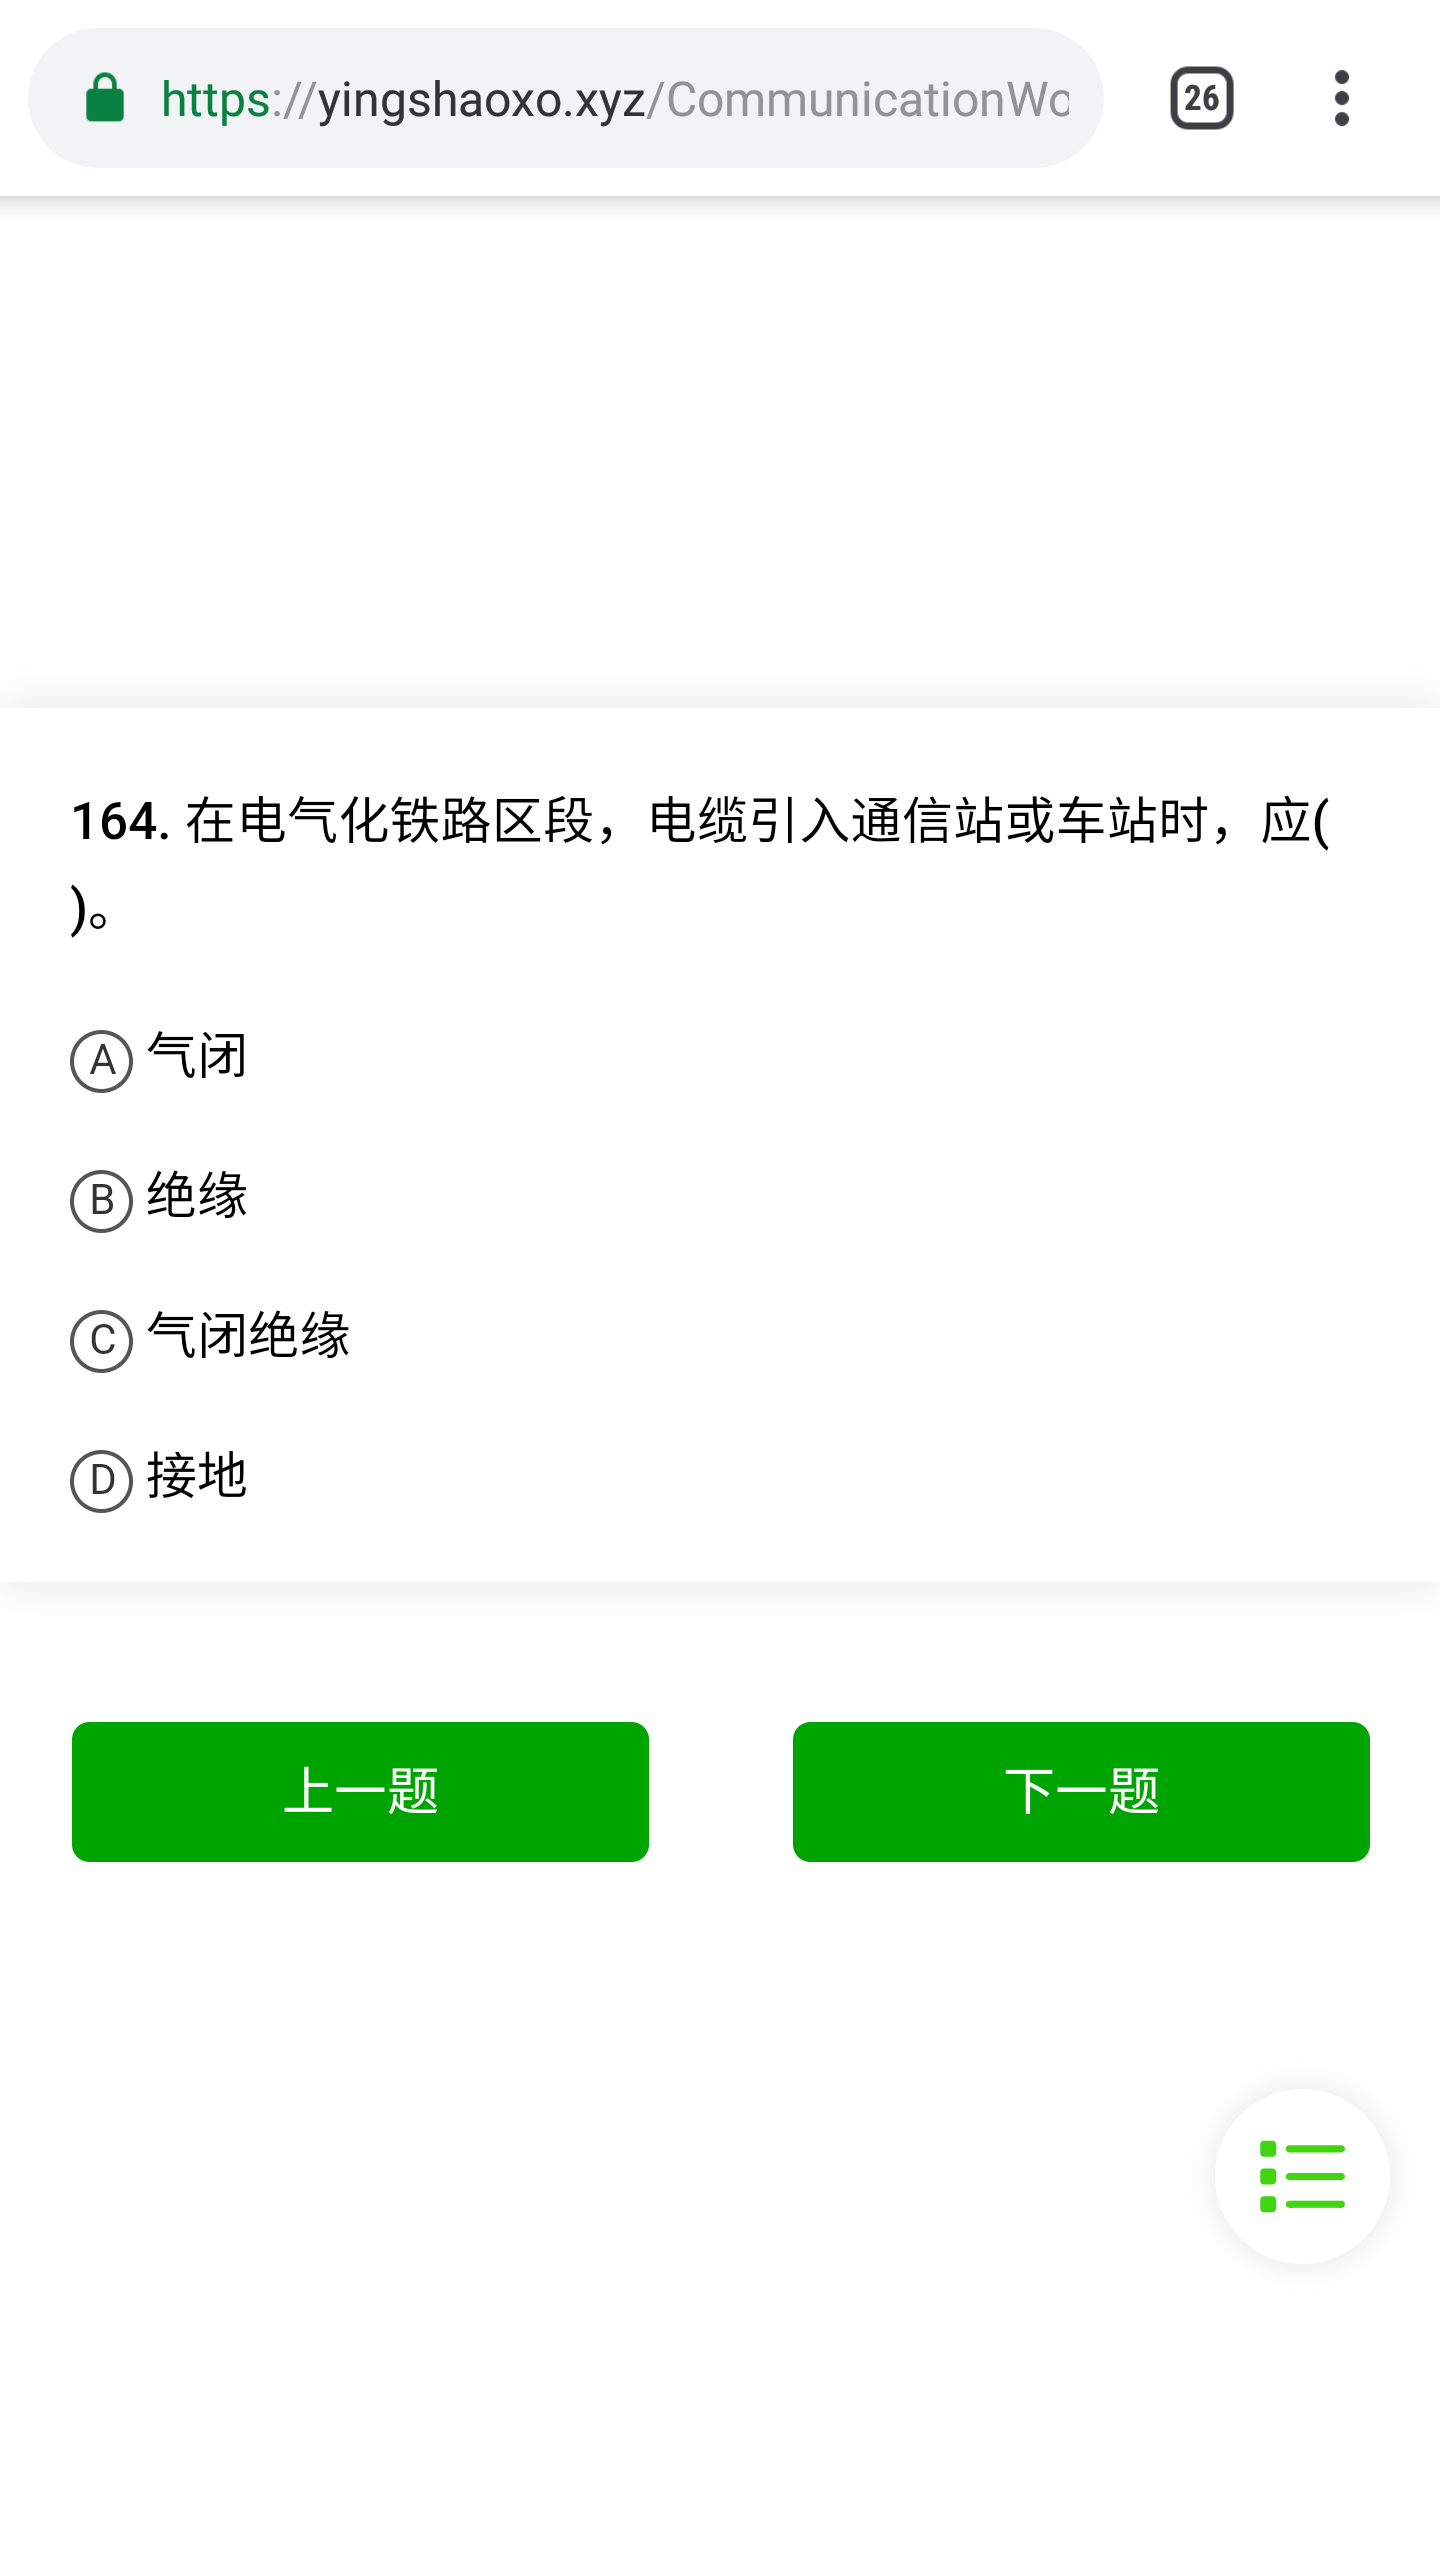 https://yingshaoxo.xyz/CommunicationWo
26
164. 在电气化铁路区段，电缆引入通信站或车站时，应(
)。
A 气闭
B 绝缘
C 气闭绝缘
D 接地
上一题
下一题